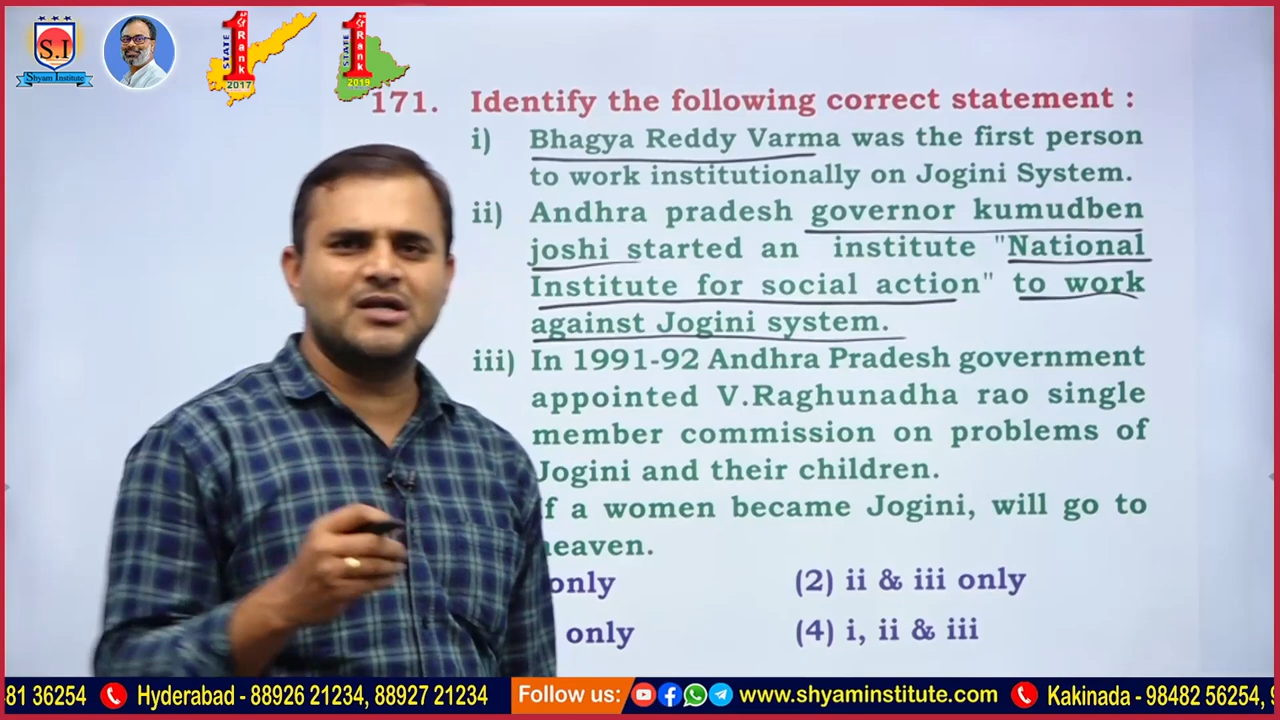 S.I
Shyam Institute
STATE
1
Rank
2017
STATE
1
Rank
2019
171. Identify the following correct statement :
i) Bhagya Reddy Varma was the first person
to work institutionally on Jogini System.
ii) Andhra pradesh governor kumudben
joshi started an institute "National
Institute for social action" to work
against Jogini system.
iii) In 1991-92 Andhra Pradesh government
appointed V.Raghunadha rao single
member commission on problems of
Jogini and their children.
f a women became Jogini, will go to
heaven.
only (2) ii & iii only
only (4) i, ii & iii
81 36254 Hyderabad - 88926 21234, 88927 21234 Follow us: www.shyaminstitute.com Kakinada - 98482 56254,